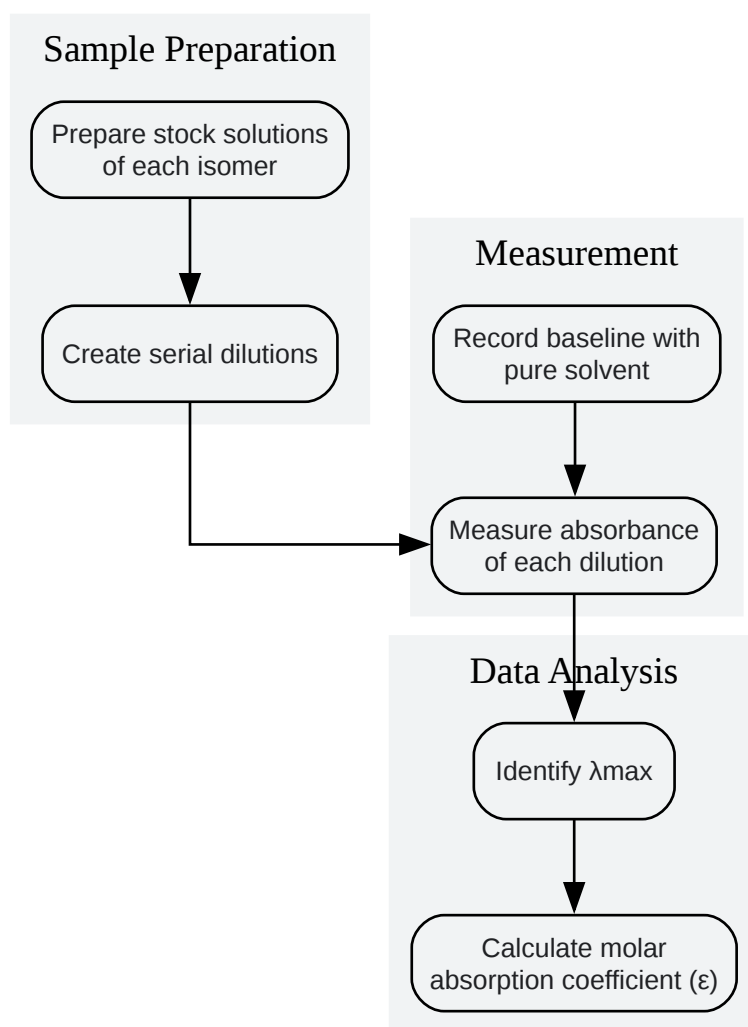 Sample Preparation
Prepare stock solutions
of each isomer
Create serial dilutions
Measurement
Record baseline with
pure solvent
Measure absorbance
of each dilution
Data Analysis
Identify λmax
Calculate molar
absorption coefficient (ε)